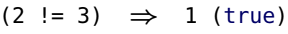 (2 != 3)  ⇒  1 (true)